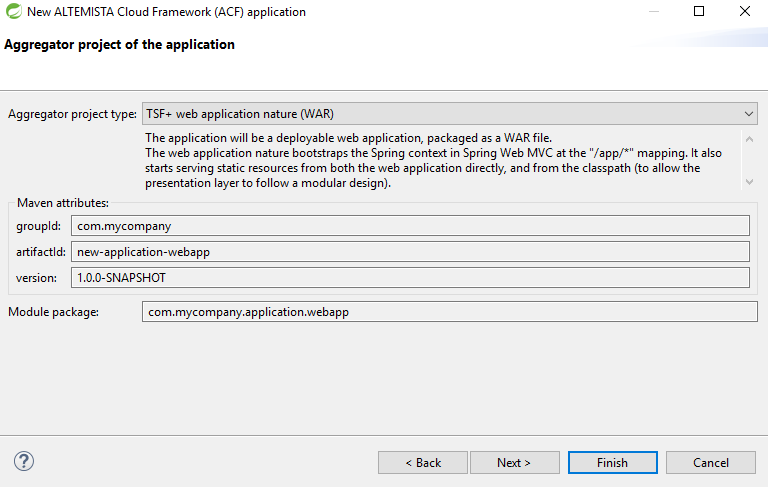 New ALTEMISTA Cloud Framework (ACF) application
Aggregator project of the application
Aggregator project type: TSF+ web application nature (WAR)
The application will be a deployable web application, packaged as a WAR file.
The web application nature bootstraps the Spring context in Spring Web MVC at the "/app/*" mapping. It also
starts serving static resources from both the web application directly, and from the classpath (to allow the
presentation layer to follow a modular design).
Maven attributes:
groupId: com.mycompany
artifactId: new-application-webapp
version: 1.0.0-SNAPSHOT
Module package: com.mycompany.application.webapp
? < Back Next > Finish Cancel